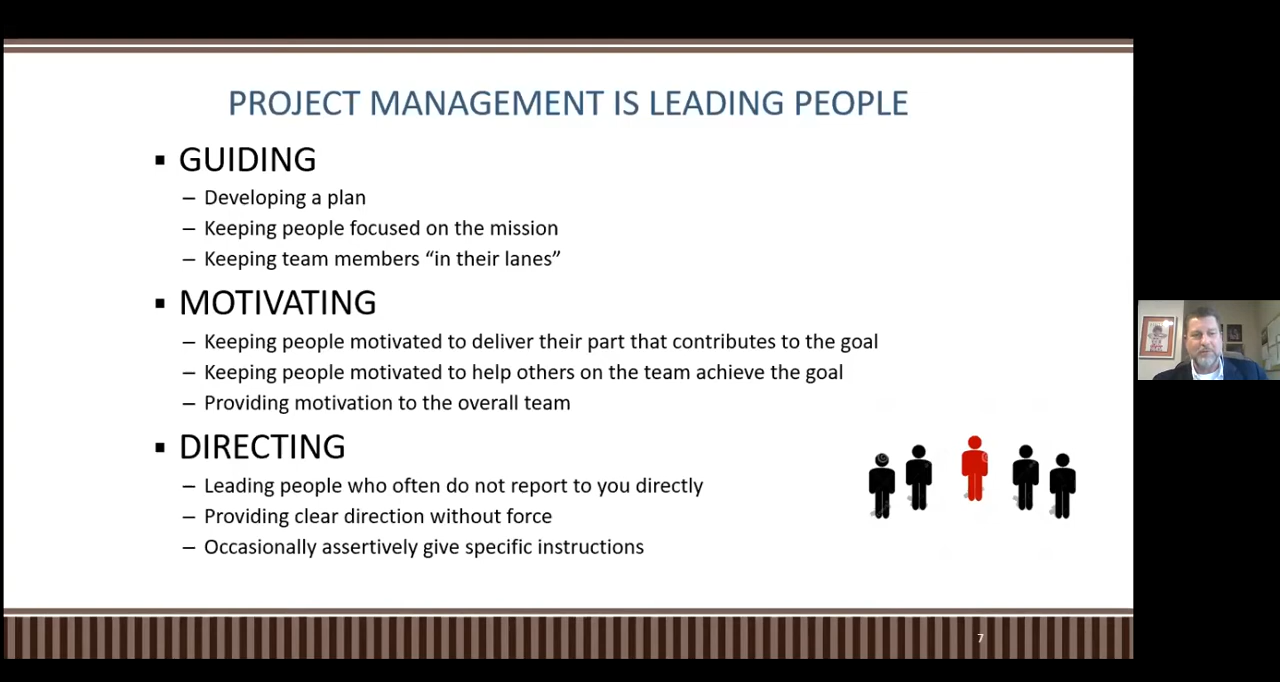 PROJECT MANAGEMENT IS LEADING PEOPLE
▪ GUIDING
– Developing a plan
– Keeping people focused on the mission
– Keeping team members “in their lanes”
▪ MOTIVATING
– Keeping people motivated to deliver their part that contributes to the goal
– Keeping people motivated to help others on the team achieve the goal
– Providing motivation to the overall team
▪ DIRECTING
– Leading people who often do not report to you directly
– Providing clear direction without force
– Occasionally assertively give specific instructions
7